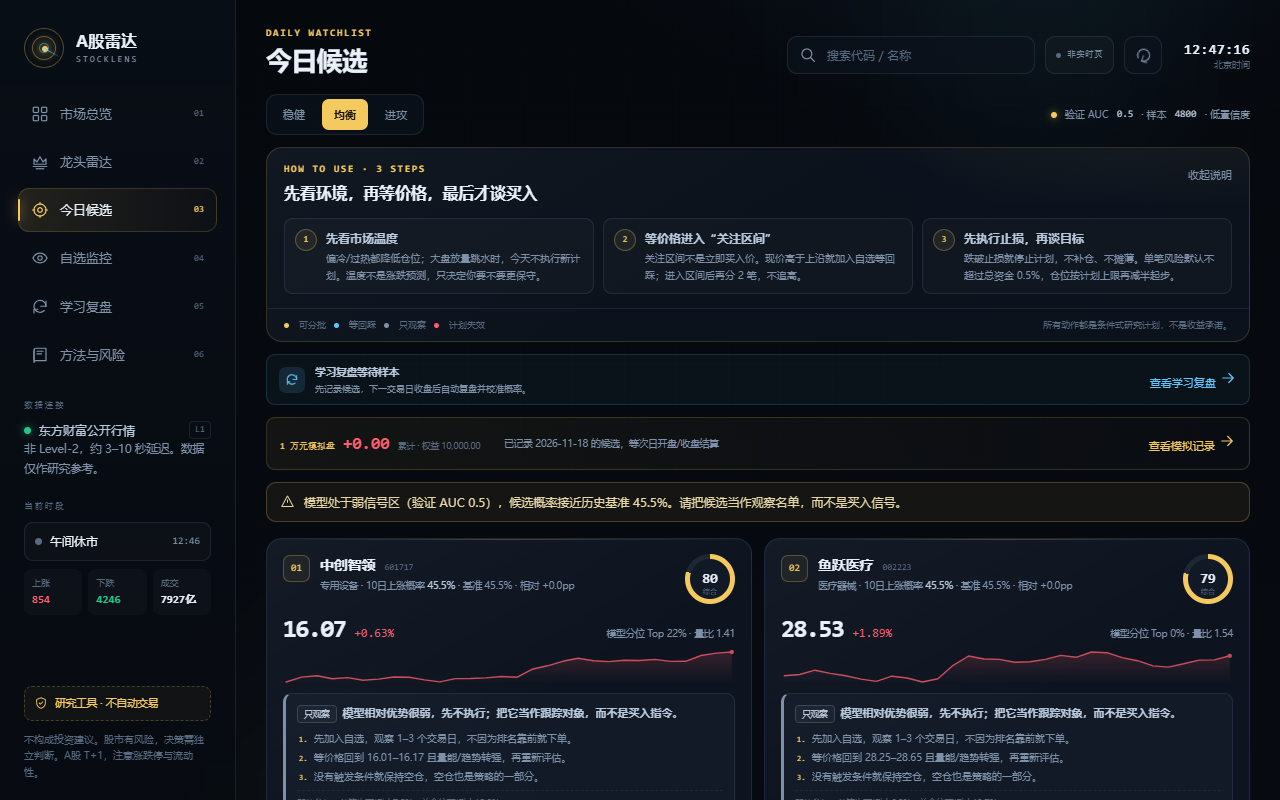 A股雷达
STOCKLENS
市场总览 01
龙头雷达 02
今日候选 03
自选监控 04
学习复盘 05
方法与风险 06
数据连接
东方财富公开行情 L1
非 Level-2，约 3–10 秒延迟。数据
仅作研究参考。
当前时段
午间休市 12:46
上涨 下跌 成交
854 4246 7927亿
研究工具 · 不自动交易
不构成投资建议。股市有风险，决策需独
立判断。A股 T+1，注意涨跌停与流动
性。
DAILY WATCHLIST
今日候选
搜索代码 / 名称
非实时页
12:47:16
北京时间
稳健 均衡 进攻
验证 AUC 0.5 · 样本 4800 · 低置信度
HOW TO USE · 3 STEPS
先看环境，再等价格，最后才谈买入
收起说明
1 先看市场温度
偏冷/过热都降低仓位；大盘放量跳水时，今天不执行新计
划。温度不是涨跌预测，只决定你要不要更保守。
2 等价格进入“关注区间”
关注区间不是立即买入价。现价高于上沿就加入自选等回
踩；进入区间后再分 2 笔，不追高。
3 先执行止损，再谈目标
跌破止损就停止计划，不补仓、不摊薄。单笔风险默认不
超过总资金 0.5%，仓位按计划上限再减半起步。
可分批 等回踩 只观察 计划失效
所有动作都是条件式研究计划，不是收益承诺。
学习复盘等待样本
先记录候选，下一交易日收盘后自动复盘并校准概率。
查看学习复盘
1 万元模拟盘 +0.00 累计 · 权益 10,000.00 已记录 2026-11-18 的候选，等次日开盘/收盘结算
查看模拟记录
模型处于弱信号区（验证 AUC 0.5），候选概率接近历史基准 45.5%。请把候选当作观察名单，而不是买入信号。
01 中创智领 601717
专用设备 · 10日上涨概率 45.5% · 基准 45.5% · 相对 +0.0pp
80
综合
16.07 +0.63%
模型分位 Top 22% · 量比 1.41
只观察 模型相对优势很弱，先不执行；把它当作跟踪对象，而不是买入指令。
1. 先加入自选，观察 1–3 个交易日，不因为排名靠前就下单。
2. 等价格回到 16.01–16.17 且量能/趋势转强，再重新评估。
3. 没有触发条件就保持空仓，空仓也是策略的一部分。
02 鱼跃医疗 002223
医疗器械 · 10日上涨概率 45.5% · 基准 45.5% · 相对 +0.0pp
79
综合
28.53 +1.89%
模型分位 Top 0% · 量比 1.54
只观察 模型相对优势很弱，先不执行；把它当作跟踪对象，而不是买入指令。
1. 先加入自选，观察 1–3 个交易日，不因为排名靠前就下单。
2. 等价格回到 28.25–28.65 且量能/趋势转强，再重新评估。
3. 没有触发条件就保持空仓，空仓也是策略的一部分。